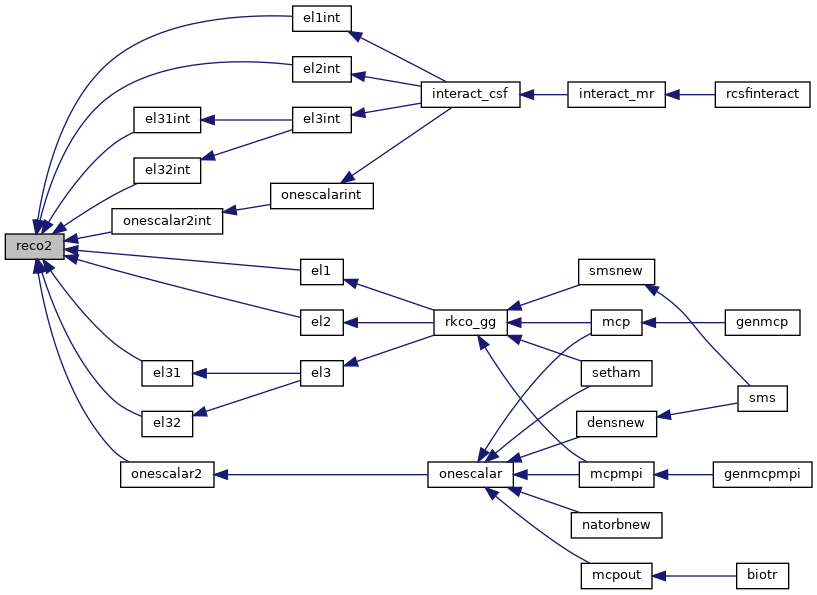 el1int
el2int
interact_csf
interact_mr
rcsfinteract
el31int
el3int
el32int
onescalarint
onescalar2int
reco2
el1
smsnew
el2
rkco_gg
mcp
genmcp
el31
el3
setham
sms
el32
densnew
onescalar2
onescalar
mcpmpi
genmcpmpi
natorbnew
mcpout
biotr